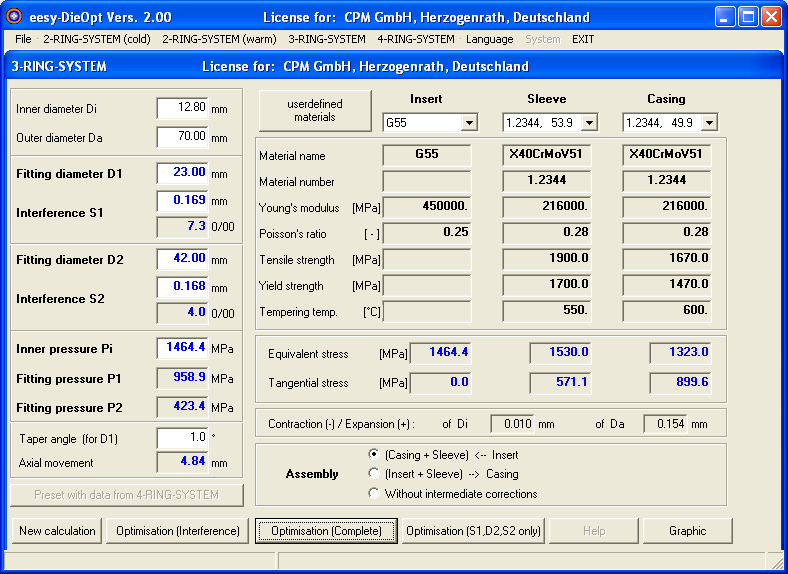 eesy-DieOpt Vers. 2.00 License for: CPM GmbH, Herzogenrath, Deutschland
File 2-RING-SYSTEM (cold) 2-RING-SYSTEM (warm) 3-RING-SYSTEM 4-RING-SYSTEM Language System EXIT
3-RING-SYSTEM License for: CPM GmbH, Herzogenrath, Deutschland
Inner diameter Di 12.80 mm
Outer diameter Da 70.00 mm
Fitting diameter D1 23.00 mm
Interference S1 0.169 mm
7.3 0/00
Fitting diameter D2 42.00 mm
Interference S2 0.168 mm
4.0 0/00
Inner pressure Pi 1464.4 MPa
Fitting pressure P1 958.9 MPa
Fitting pressure P2 423.4 MPa
Taper angle (for D1) 1.0 °
Axial movement 4.84 mm
Preset with data from 4-RING-SYSTEM
userdefined
materials
Insert Sleeve Casing
G55 1.2344, 53.9 1.2344, 49.9
Material name G55 X40CrMoV51 X40CrMoV51
Material number 1.2344 1.2344
Young's modulus [MPa] 450000. 216000. 216000.
Poisson's ratio [ - ] 0.25 0.28 0.28
Tensile strength [MPa] 1900.0 1670.0
Yield strength [MPa] 1700.0 1470.0
Tempering temp. [°C] 550. 600.
Equivalent stress [MPa] 1464.4 1530.0 1323.0
Tangential stress [MPa] 0.0 571.1 899.6
Contraction (-) / Expansion (+) : of Di 0.010 mm of Da 0.154 mm
Assembly
(Casing + Sleeve) <-- Insert
(Insert + Sleeve) --> Casing
Without intermediate corrections
New calculation Optimisation (Interference) Optimisation (Complete) Optimisation (S1,D2,S2 only) Help Graphic